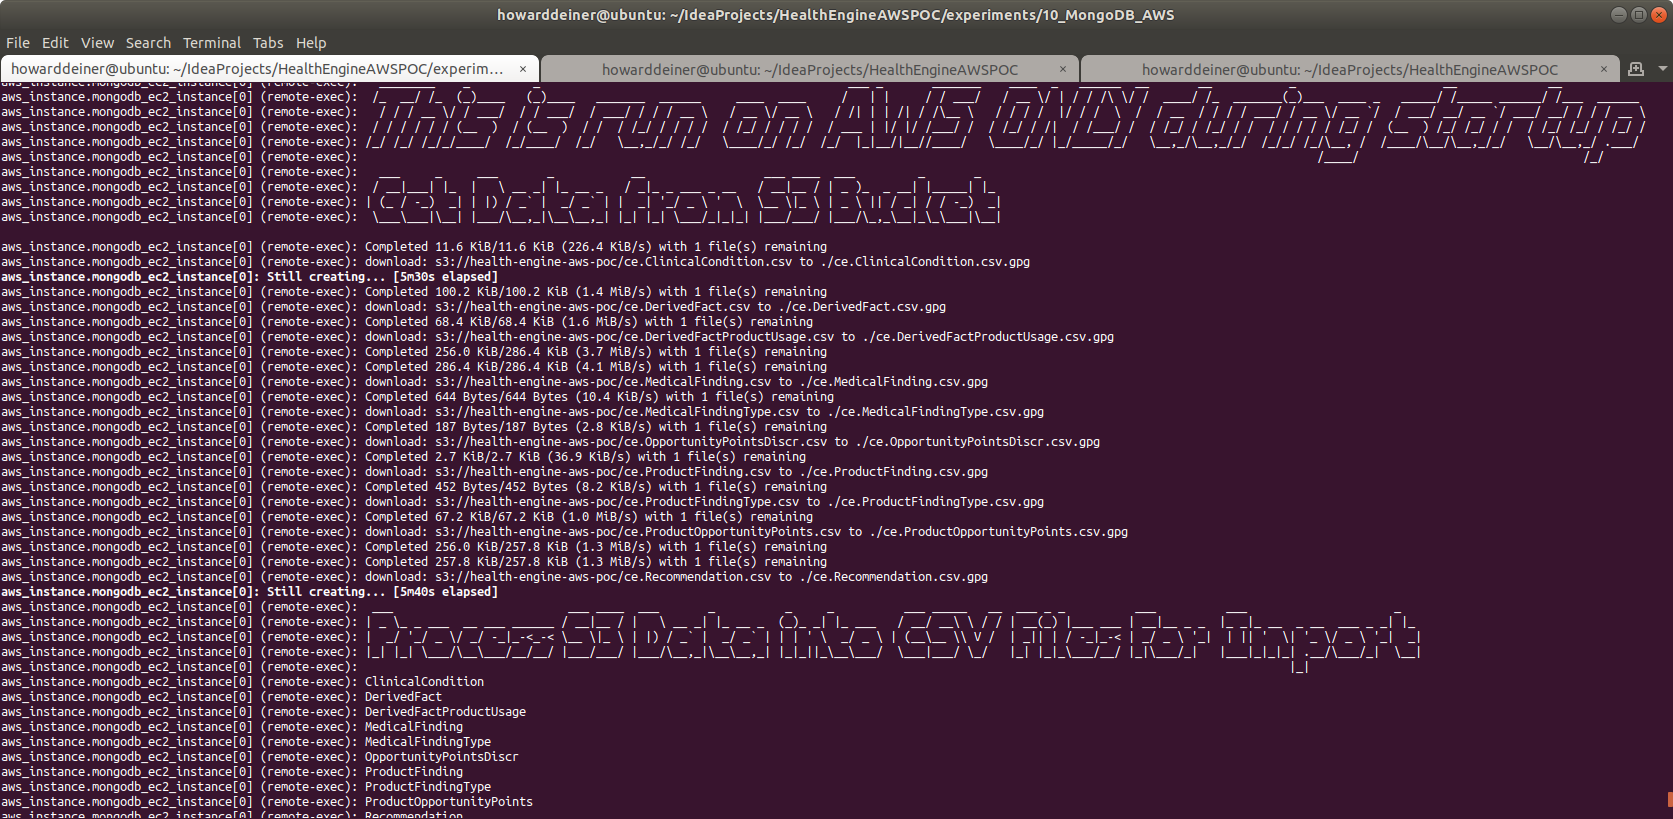 howarddeiner@ubuntu: ~/IdeaProjects/HealthEngineAWSPOC/experiments/10_MongoDB_AWS
File Edit View Search Terminal Tabs Help
howarddeiner@ubuntu: ~/IdeaProjects/HealthEngineAWSPOC/experim… × howarddeiner@ubuntu: ~/IdeaProjects/HealthEngineAWSPOC × howarddeiner@ubuntu: ~/IdeaProjects/HealthEngineAWSPOC ×
aws_instance.mongodb_ec2_instance[0] (remote-exec):
aws_instance.mongodb_ec2_instance[0] (remote-exec):
aws_instance.mongodb_ec2_instance[0] (remote-exec): This is run on AWS ONLY during startup
aws_instance.mongodb_ec2_instance[0] (remote-exec):
aws_instance.mongodb_ec2_instance[0] (remote-exec):
aws_instance.mongodb_ec2_instance[0] (remote-exec):
aws_instance.mongodb_ec2_instance[0] (remote-exec):
aws_instance.mongodb_ec2_instance[0] (remote-exec): Get Data from S3 Bucket
aws_instance.mongodb_ec2_instance[0] (remote-exec):
aws_instance.mongodb_ec2_instance[0] (remote-exec):
aws_instance.mongodb_ec2_instance[0] (remote-exec): Completed 11.6 KiB/11.6 KiB (226.4 KiB/s) with 1 file(s) remaining
aws_instance.mongodb_ec2_instance[0] (remote-exec): download: s3://health-engine-aws-poc/ce.ClinicalCondition.csv to ./ce.ClinicalCondition.csv.gpg
aws_instance.mongodb_ec2_instance[0]: Still creating... [5m30s elapsed]
aws_instance.mongodb_ec2_instance[0] (remote-exec): Completed 100.2 KiB/100.2 KiB (1.4 MiB/s) with 1 file(s) remaining
aws_instance.mongodb_ec2_instance[0] (remote-exec): download: s3://health-engine-aws-poc/ce.DerivedFact.csv to ./ce.DerivedFact.csv.gpg
aws_instance.mongodb_ec2_instance[0] (remote-exec): Completed 68.4 KiB/68.4 KiB (1.6 MiB/s) with 1 file(s) remaining
aws_instance.mongodb_ec2_instance[0] (remote-exec): download: s3://health-engine-aws-poc/ce.DerivedFactProductUsage.csv to ./ce.DerivedFactProductUsage.csv.gpg
aws_instance.mongodb_ec2_instance[0] (remote-exec): Completed 256.0 KiB/286.4 KiB (3.7 MiB/s) with 1 file(s) remaining
aws_instance.mongodb_ec2_instance[0] (remote-exec): Completed 286.4 KiB/286.4 KiB (4.1 MiB/s) with 1 file(s) remaining
aws_instance.mongodb_ec2_instance[0] (remote-exec): download: s3://health-engine-aws-poc/ce.MedicalFinding.csv to ./ce.MedicalFinding.csv.gpg
aws_instance.mongodb_ec2_instance[0] (remote-exec): Completed 644 Bytes/644 Bytes (10.4 KiB/s) with 1 file(s) remaining
aws_instance.mongodb_ec2_instance[0] (remote-exec): download: s3://health-engine-aws-poc/ce.MedicalFindingType.csv to ./ce.MedicalFindingType.csv.gpg
aws_instance.mongodb_ec2_instance[0] (remote-exec): Completed 187 Bytes/187 Bytes (2.8 KiB/s) with 1 file(s) remaining
aws_instance.mongodb_ec2_instance[0] (remote-exec): download: s3://health-engine-aws-poc/ce.OpportunityPointsDiscr.csv to ./ce.OpportunityPointsDiscr.csv.gpg
aws_instance.mongodb_ec2_instance[0] (remote-exec): Completed 2.7 KiB/2.7 KiB (36.9 KiB/s) with 1 file(s) remaining
aws_instance.mongodb_ec2_instance[0] (remote-exec): download: s3://health-engine-aws-poc/ce.ProductFinding.csv to ./ce.ProductFinding.csv.gpg
aws_instance.mongodb_ec2_instance[0] (remote-exec): Completed 452 Bytes/452 Bytes (8.2 KiB/s) with 1 file(s) remaining
aws_instance.mongodb_ec2_instance[0] (remote-exec): download: s3://health-engine-aws-poc/ce.ProductFindingType.csv to ./ce.ProductFindingType.csv.gpg
aws_instance.mongodb_ec2_instance[0] (remote-exec): Completed 67.2 KiB/67.2 KiB (1.0 MiB/s) with 1 file(s) remaining
aws_instance.mongodb_ec2_instance[0] (remote-exec): download: s3://health-engine-aws-poc/ce.ProductOpportunityPoints.csv to ./ce.ProductOpportunityPoints.csv.gpg
aws_instance.mongodb_ec2_instance[0] (remote-exec): Completed 256.0 KiB/257.8 KiB (1.3 MiB/s) with 1 file(s) remaining
aws_instance.mongodb_ec2_instance[0] (remote-exec): Completed 257.8 KiB/257.8 KiB (1.3 MiB/s) with 1 file(s) remaining
aws_instance.mongodb_ec2_instance[0] (remote-exec): download: s3://health-engine-aws-poc/ce.Recommendation.csv to ./ce.Recommendation.csv.gpg
aws_instance.mongodb_ec2_instance[0]: Still creating... [5m40s elapsed]
aws_instance.mongodb_ec2_instance[0] (remote-exec):
aws_instance.mongodb_ec2_instance[0] (remote-exec): Process S3 Data into CSV Files For Import
aws_instance.mongodb_ec2_instance[0] (remote-exec):
aws_instance.mongodb_ec2_instance[0] (remote-exec):
aws_instance.mongodb_ec2_instance[0] (remote-exec):
aws_instance.mongodb_ec2_instance[0] (remote-exec): ClinicalCondition
aws_instance.mongodb_ec2_instance[0] (remote-exec): DerivedFact
aws_instance.mongodb_ec2_instance[0] (remote-exec): DerivedFactProductUsage
aws_instance.mongodb_ec2_instance[0] (remote-exec): MedicalFinding
aws_instance.mongodb_ec2_instance[0] (remote-exec): MedicalFindingType
aws_instance.mongodb_ec2_instance[0] (remote-exec): OpportunityPointsDiscr
aws_instance.mongodb_ec2_instance[0] (remote-exec): ProductFinding
aws_instance.mongodb_ec2_instance[0] (remote-exec): ProductFindingType
aws_instance.mongodb_ec2_instance[0] (remote-exec): ProductOpportunityPoints
aws_instance.mongodb_ec2_instance[0] (remote-exec): Recommendation